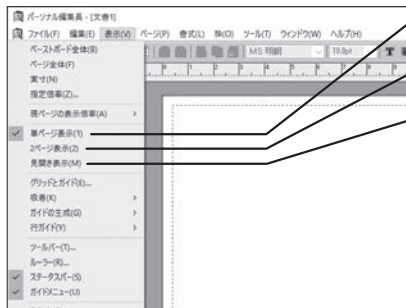 パーソナル編集長 - [文書1]
ファイル(F) 編集(E) 表示(V) ページ(P) 書式(L) 枠(O) ツール(T) ウィンドウ(W) ヘルプ(H)
ペーストボード全体(B)
ページ全体(F)
実寸(N)
指定倍率(Z)...
現ページの表示倍率(A)
単ページ表示(1)
2ページ表示(2)
見開き表示(M)
グリッドとガイド(E)...
吸着(K)
ガイドの生成(G)
行ガイド(Y)
ツールバー(T)...
ルーラー(R)...
ステータスバー(S)
ガイドメニュー(U)
MS 明朝 10.0pt T